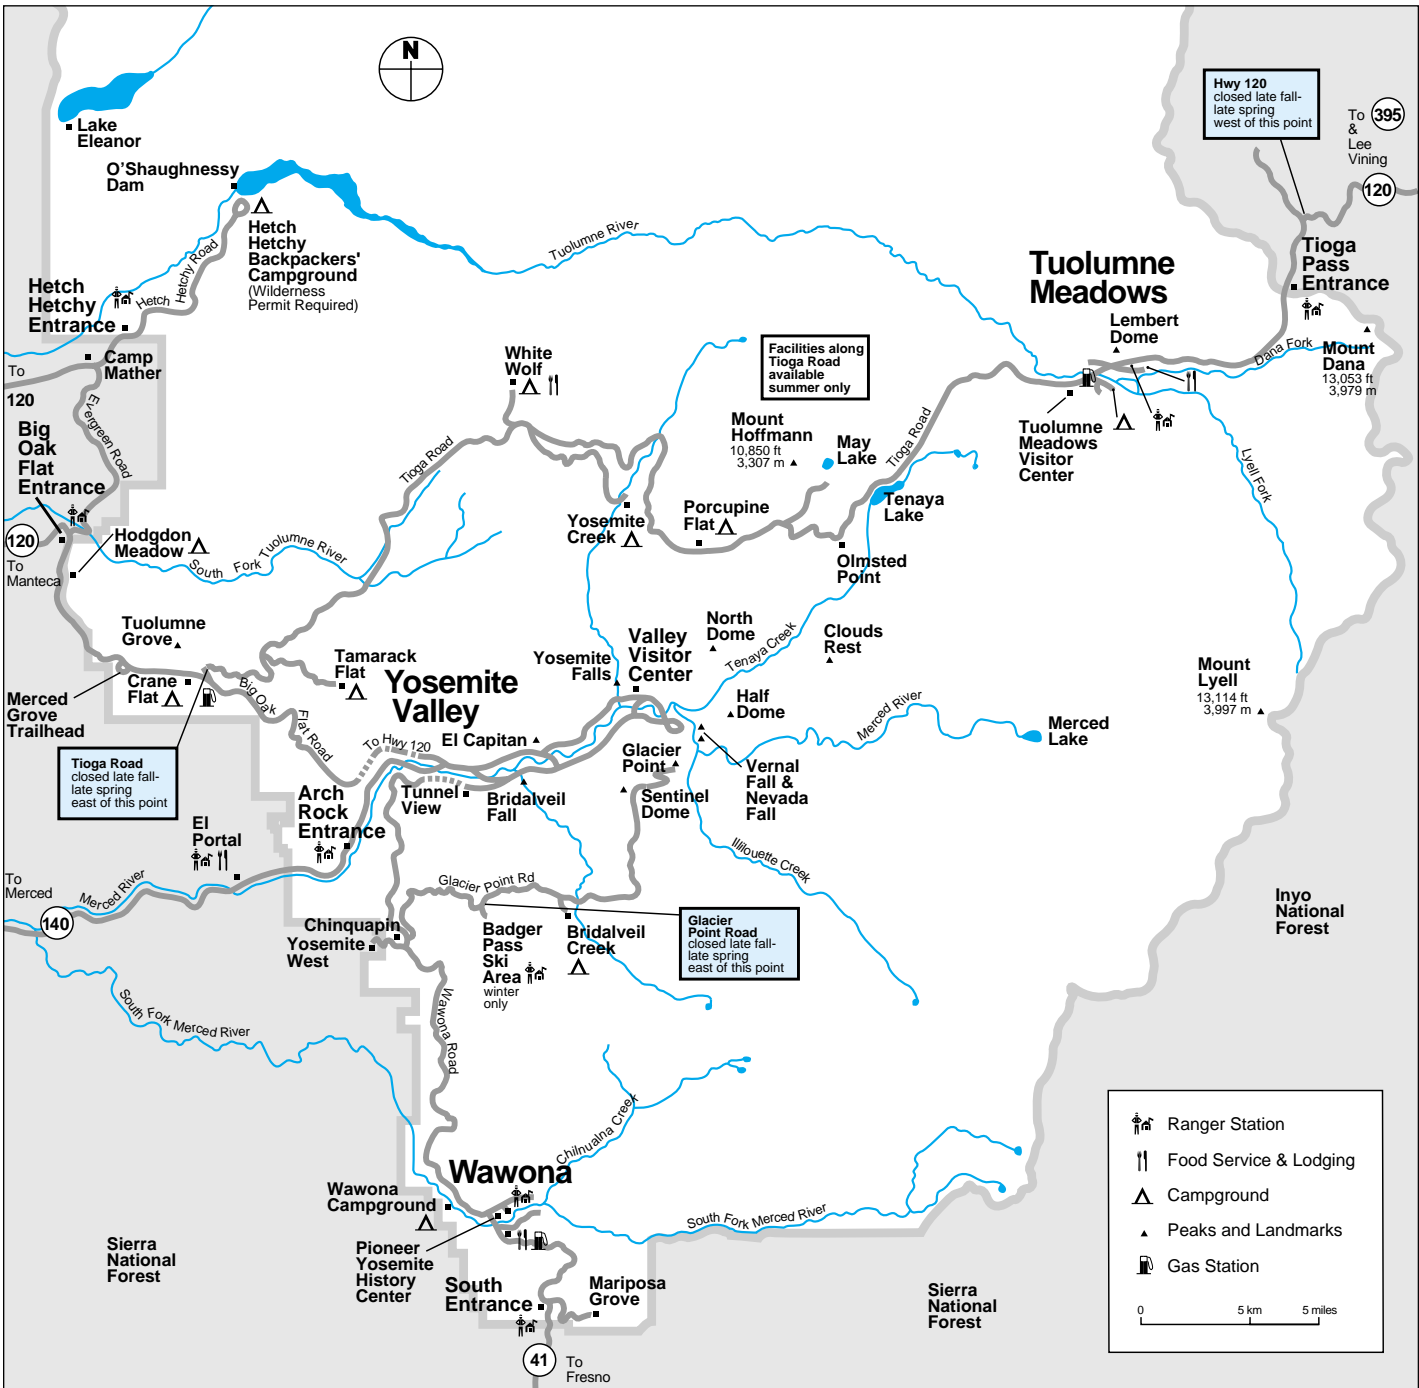 N
Hwy 120
closed late fall-
late spring
west of this point
To
&
Lee
Vining
395
120
Lake
Eleanor
O'Shaughnessy
Dam
Hetch
Hetchy
Backpackers'
Campground
(Wilderness
Permit Required)
Hetch Hetchy Road
Hetch
Hetchy
Entrance
Tuolumne River
Tuolumne
Meadows
Tioga
Pass
Entrance
Lembert
Dome
Dana Fork
Mount
Dana
13,053 ft
3,979 m
Camp
Mather
To
120
Evergreen Road
White
Wolf
Facilities along
Tioga Road
available
summer only
Big
Oak
Flat
Entrance
Tioga Road
Mount
Hoffmann
10,850 ft
3,307 m
May
Lake
Tioga Road
Tuolumne
Meadows
Visitor
Center
Lyell Fork
120
To
Manteca
Hodgdon
Meadow
South Fork Tuolumne River
Yosemite
Creek
Porcupine
Flat
Tenaya
Lake
Olmsted
Point
Tuolumne
Grove
Tamarack
Flat
Yosemite
Falls
Valley
Visitor
Center
North
Dome
Tenaya Creek
Clouds
Rest
Mount
Lyell
13,114 ft
3,997 m
Merced
Grove
Trailhead
Crane
Flat
Big Oak Flat Road
Yosemite
Valley
Half
Dome
Merced River
Merced
Lake
To Hwy 120
El Capitan
Glacier
Point
Vernal
Fall &
Nevada
Fall
Tioga Road
closed late fall-
late spring
east of this point
Arch
Rock
Entrance
Tunnel
View
Bridalveil
Fall
Sentinel
Dome
El
Portal
Illilouette Creek
To
Merced
Merced River
140
Glacier Point Rd
Chinquapin
Yosemite
West
Badger
Pass
Ski
Area
winter
only
Bridalveil
Creek
Glacier
Point Road
closed late fall-
late spring
east of this point
Inyo
National
Forest
South Fork Merced River
Wawona Road
Chilnualna Creek
Wawona
Wawona
Campground
Pioneer
Yosemite
History
Center
South Fork Merced River
South
Entrance
Mariposa
Grove
41
To
Fresno
Sierra
National
Forest
Sierra
National
Forest
Ranger Station
Food Service & Lodging
Campground
Peaks and Landmarks
Gas Station
0
5 km
5 miles